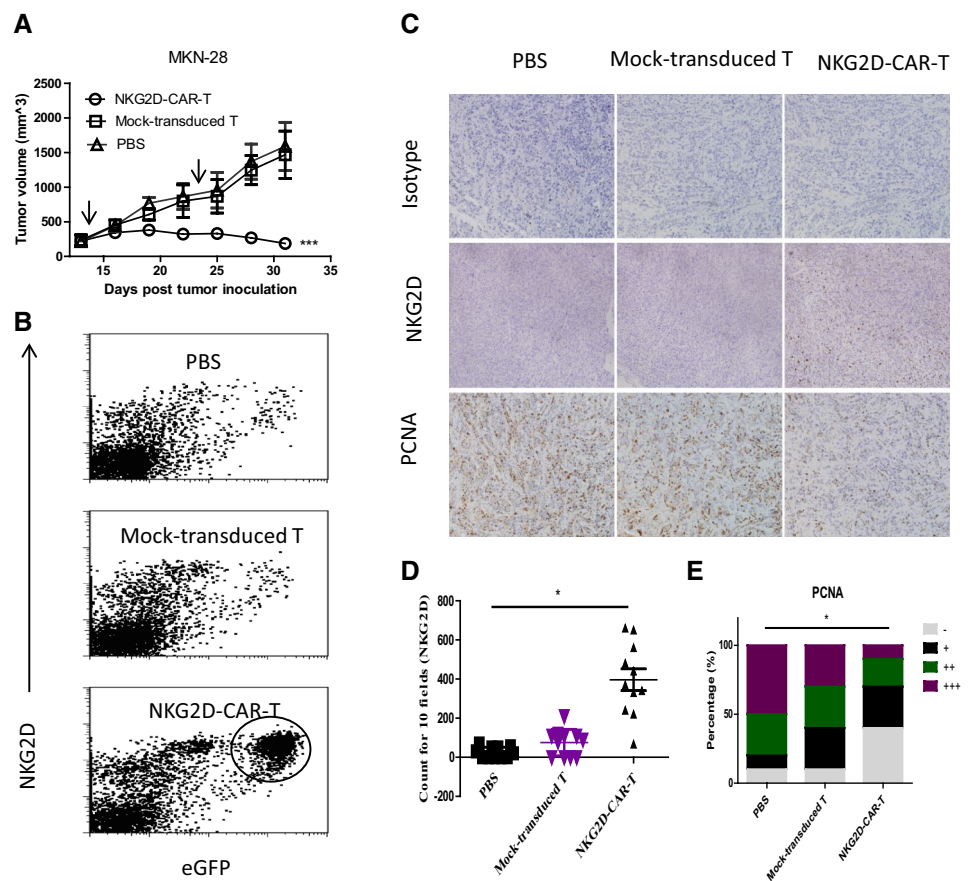 A
MKN-28
2500
2000
1500
1000
500
0
Tumor volume (mm^3)
NKG2D-CAR-T
Mock-transduced T
PBS
***
15 20 25 30 35
Days post tumor inoculation
B
PBS
Mock-transduced T
NKG2D-CAR-T
NKG2D
eGFP
C
PBS Mock-transduced T NKG2D-CAR-T
Isotype
NKG2D
PCNA
D
*
800
600
400
200
0
-200
Count for 10 fields (NKG2D)
PBS
Mock-transduced T
NKG2D-CAR-T
E
PCNA
*
100
50
0
Percentage (%)
PBS
Mock-transduced T
NKG2D-CAR-T
-
+
++
+++